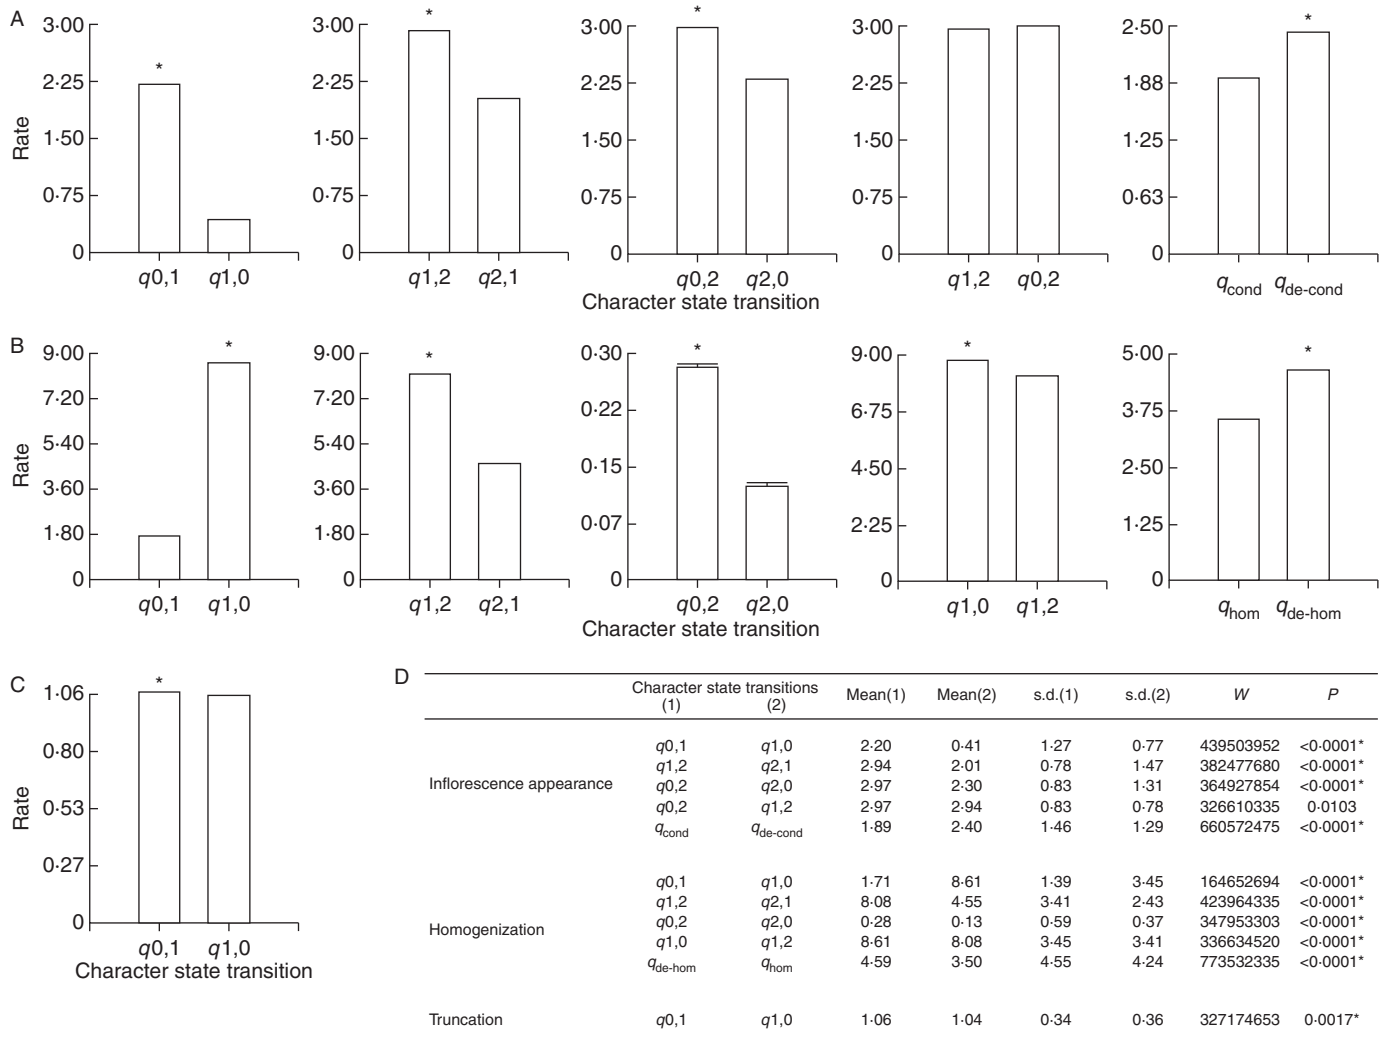 A
Rate
3·00
2·25
1·50
0·75
0
*
q0,1 q1,0
3·00
2·25
1·50
0·75
0
*
q1,2 q2,1
3·00
2·25
1·50
0·75
0
*
q0,2 q2,0
3·00
2·25
1·50
0·75
0
q1,2 q0,2
2·50
1·88
1·25
0·63
0
*
qcond qde-cond
Character state transition
B
Rate
9·00
7·20
5·40
3·60
1·80
0
*
q0,1 q1,0
9·00
7·20
5·40
3·60
1·80
0
*
q1,2 q2,1
0·30
0·22
0·15
0·07
0
*
q0,2 q2,0
9·00
6·75
4·50
2·25
0
*
q1,0 q1,2
5·00
3·75
2·50
1·25
0
*
qhom qde-hom
Character state transition
C
Rate
1·06
0·80
0·53
0·27
0
*
q0,1 q1,0
Character state transition
D
Character state transitions
(1) (2) Mean(1) Mean(2) s.d.(1) s.d.(2) W P
Inflorescence appearance
q0,1 q1,0 2·20 0·41 1·27 0·77 439503952 <0·0001*
q1,2 q2,1 2·94 2·01 0·78 1·47 382477680 <0·0001*
q0,2 q2,0 2·97 2·30 0·83 1·31 364927854 <0·0001*
q0,2 q1,2 2·97 2·94 0·83 0·78 326610335 0·0103
qcond qde-cond 1·89 2·40 1·46 1·29 660572475 <0·0001*
Homogenization
q0,1 q1,0 1·71 8·61 1·39 3·45 164652694 <0·0001*
q1,2 q2,1 8·08 4·55 3·41 2·43 423964335 <0·0001*
q0,2 q2,0 0·28 0·13 0·59 0·37 347953303 <0·0001*
q1,0 q1,2 8·61 8·08 3·45 3·41 336634520 <0·0001*
qde-hom qhom 4·59 3·50 4·55 4·24 773532335 <0·0001*
Truncation q0,1 q1,0 1·06 1·04 0·34 0·36 327174653 0·0017*